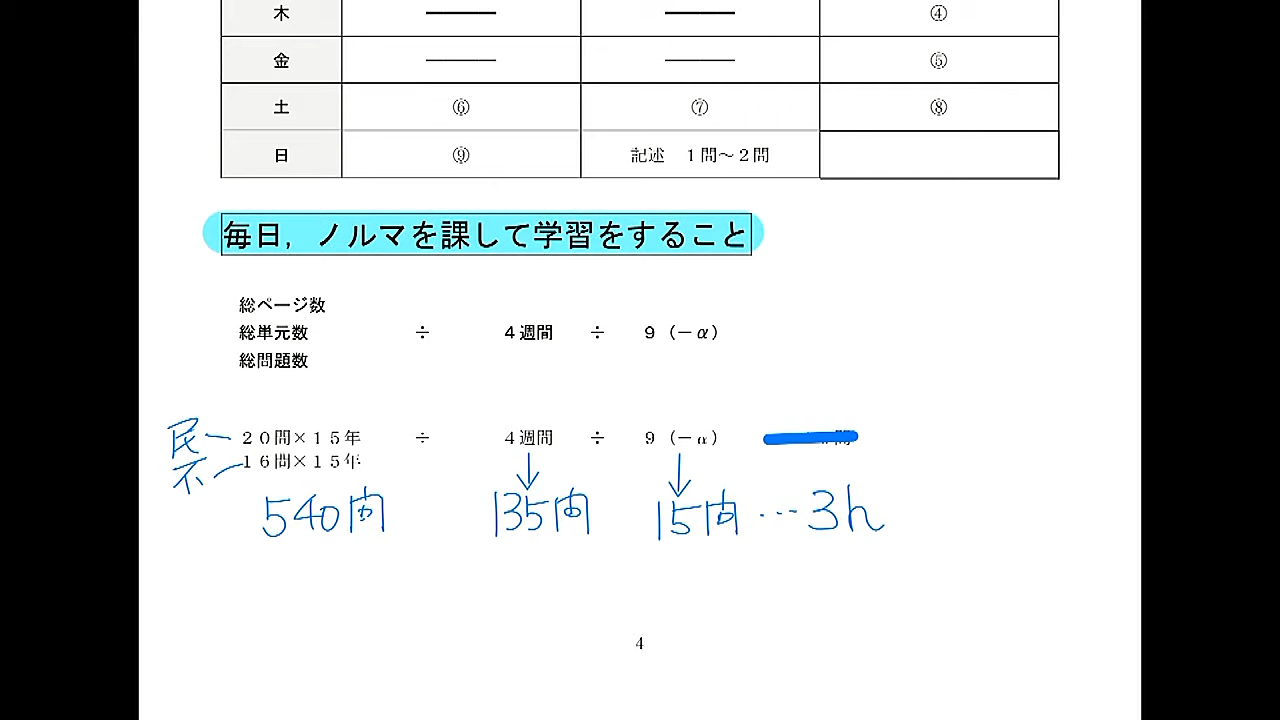 木 ―――― ―――― ④
金 ―――― ―――― ⑤
土 ⑥ ⑦ ⑧
日 ⑨ 記述 1問～2問
毎日，ノルマを課して学習をすること
総ページ数
総単元数 ÷ 4週間 ÷ 9（－α）
総問題数
民 20問×15年 ÷ 4週間 ÷ 9（－α）
不 16問×15年
540問 135問 15問…3h
4